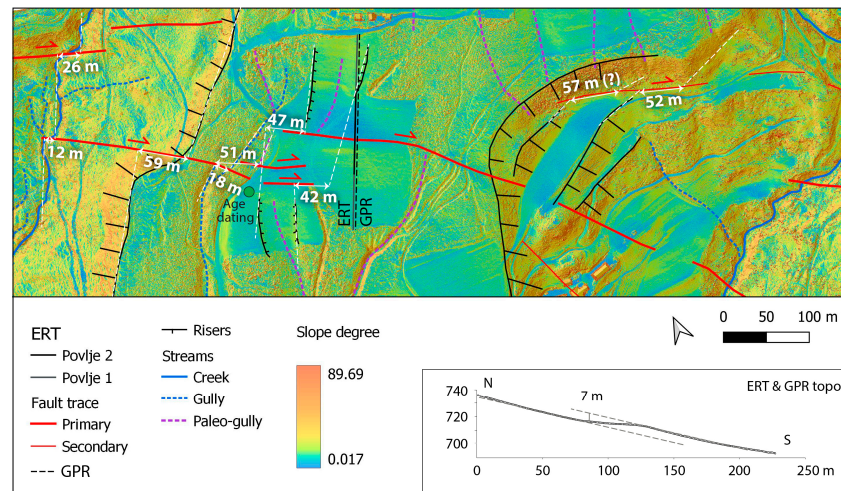 26 m
57 m (?)
52 m
47 m
12 m
59 m
51 m
18 m
42 m
Age
dating
ERT
GPR
ERT
Povlje 2
Povlje 1
Fault trace
Primary
Secondary
GPR
Risers
Streams
Creek
Gully
Paleo-gully
Slope degree
89.69
0.017
0 50 100 m
ERT & GPR topo
740
720
700
N
7 m
S
0 50 100 150 200 250 m